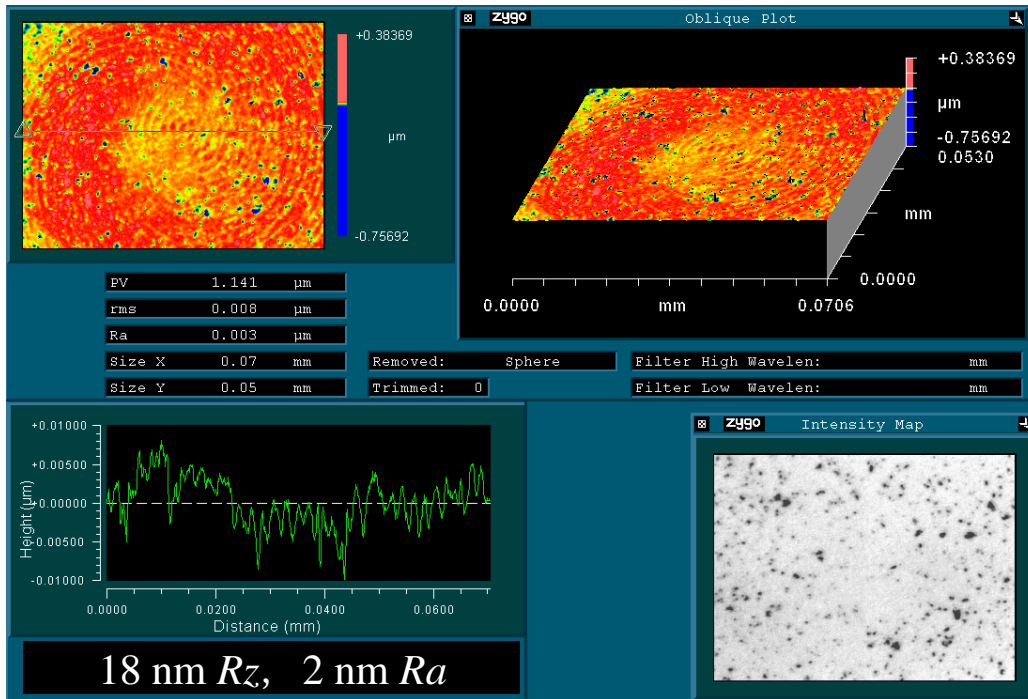 +0.38369
µm
-0.75692
zygo Oblique Plot
+0.38369
µm
-0.75692
0.0530
mm
0.0000
0.0000 mm 0.0706
PV 1.141 µm
rms 0.008 µm
Ra 0.003 µm
Size X 0.07 mm
Size Y 0.05 mm
Removed: Sphere
Trimmed: 0
Filter High Wavelen: mm
Filter Low Wavelen: mm
+0.01000
+0.00500
+0.00000
-0.00500
-0.01000
Height (µm)
0.0000 0.0200 0.0400 0.0600
Distance (mm)
zygo Intensity Map
18 nm Rz, 2 nm Ra